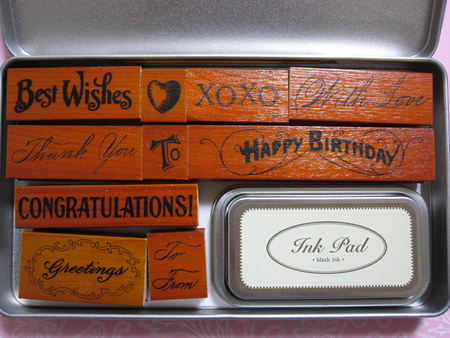 Best Wishes
XOXO
With Love
Thank You
To
HAPPY BIRTHDAY
CONGRATULATIONS!
Greetings
To
From
Ink Pad
• black ink •